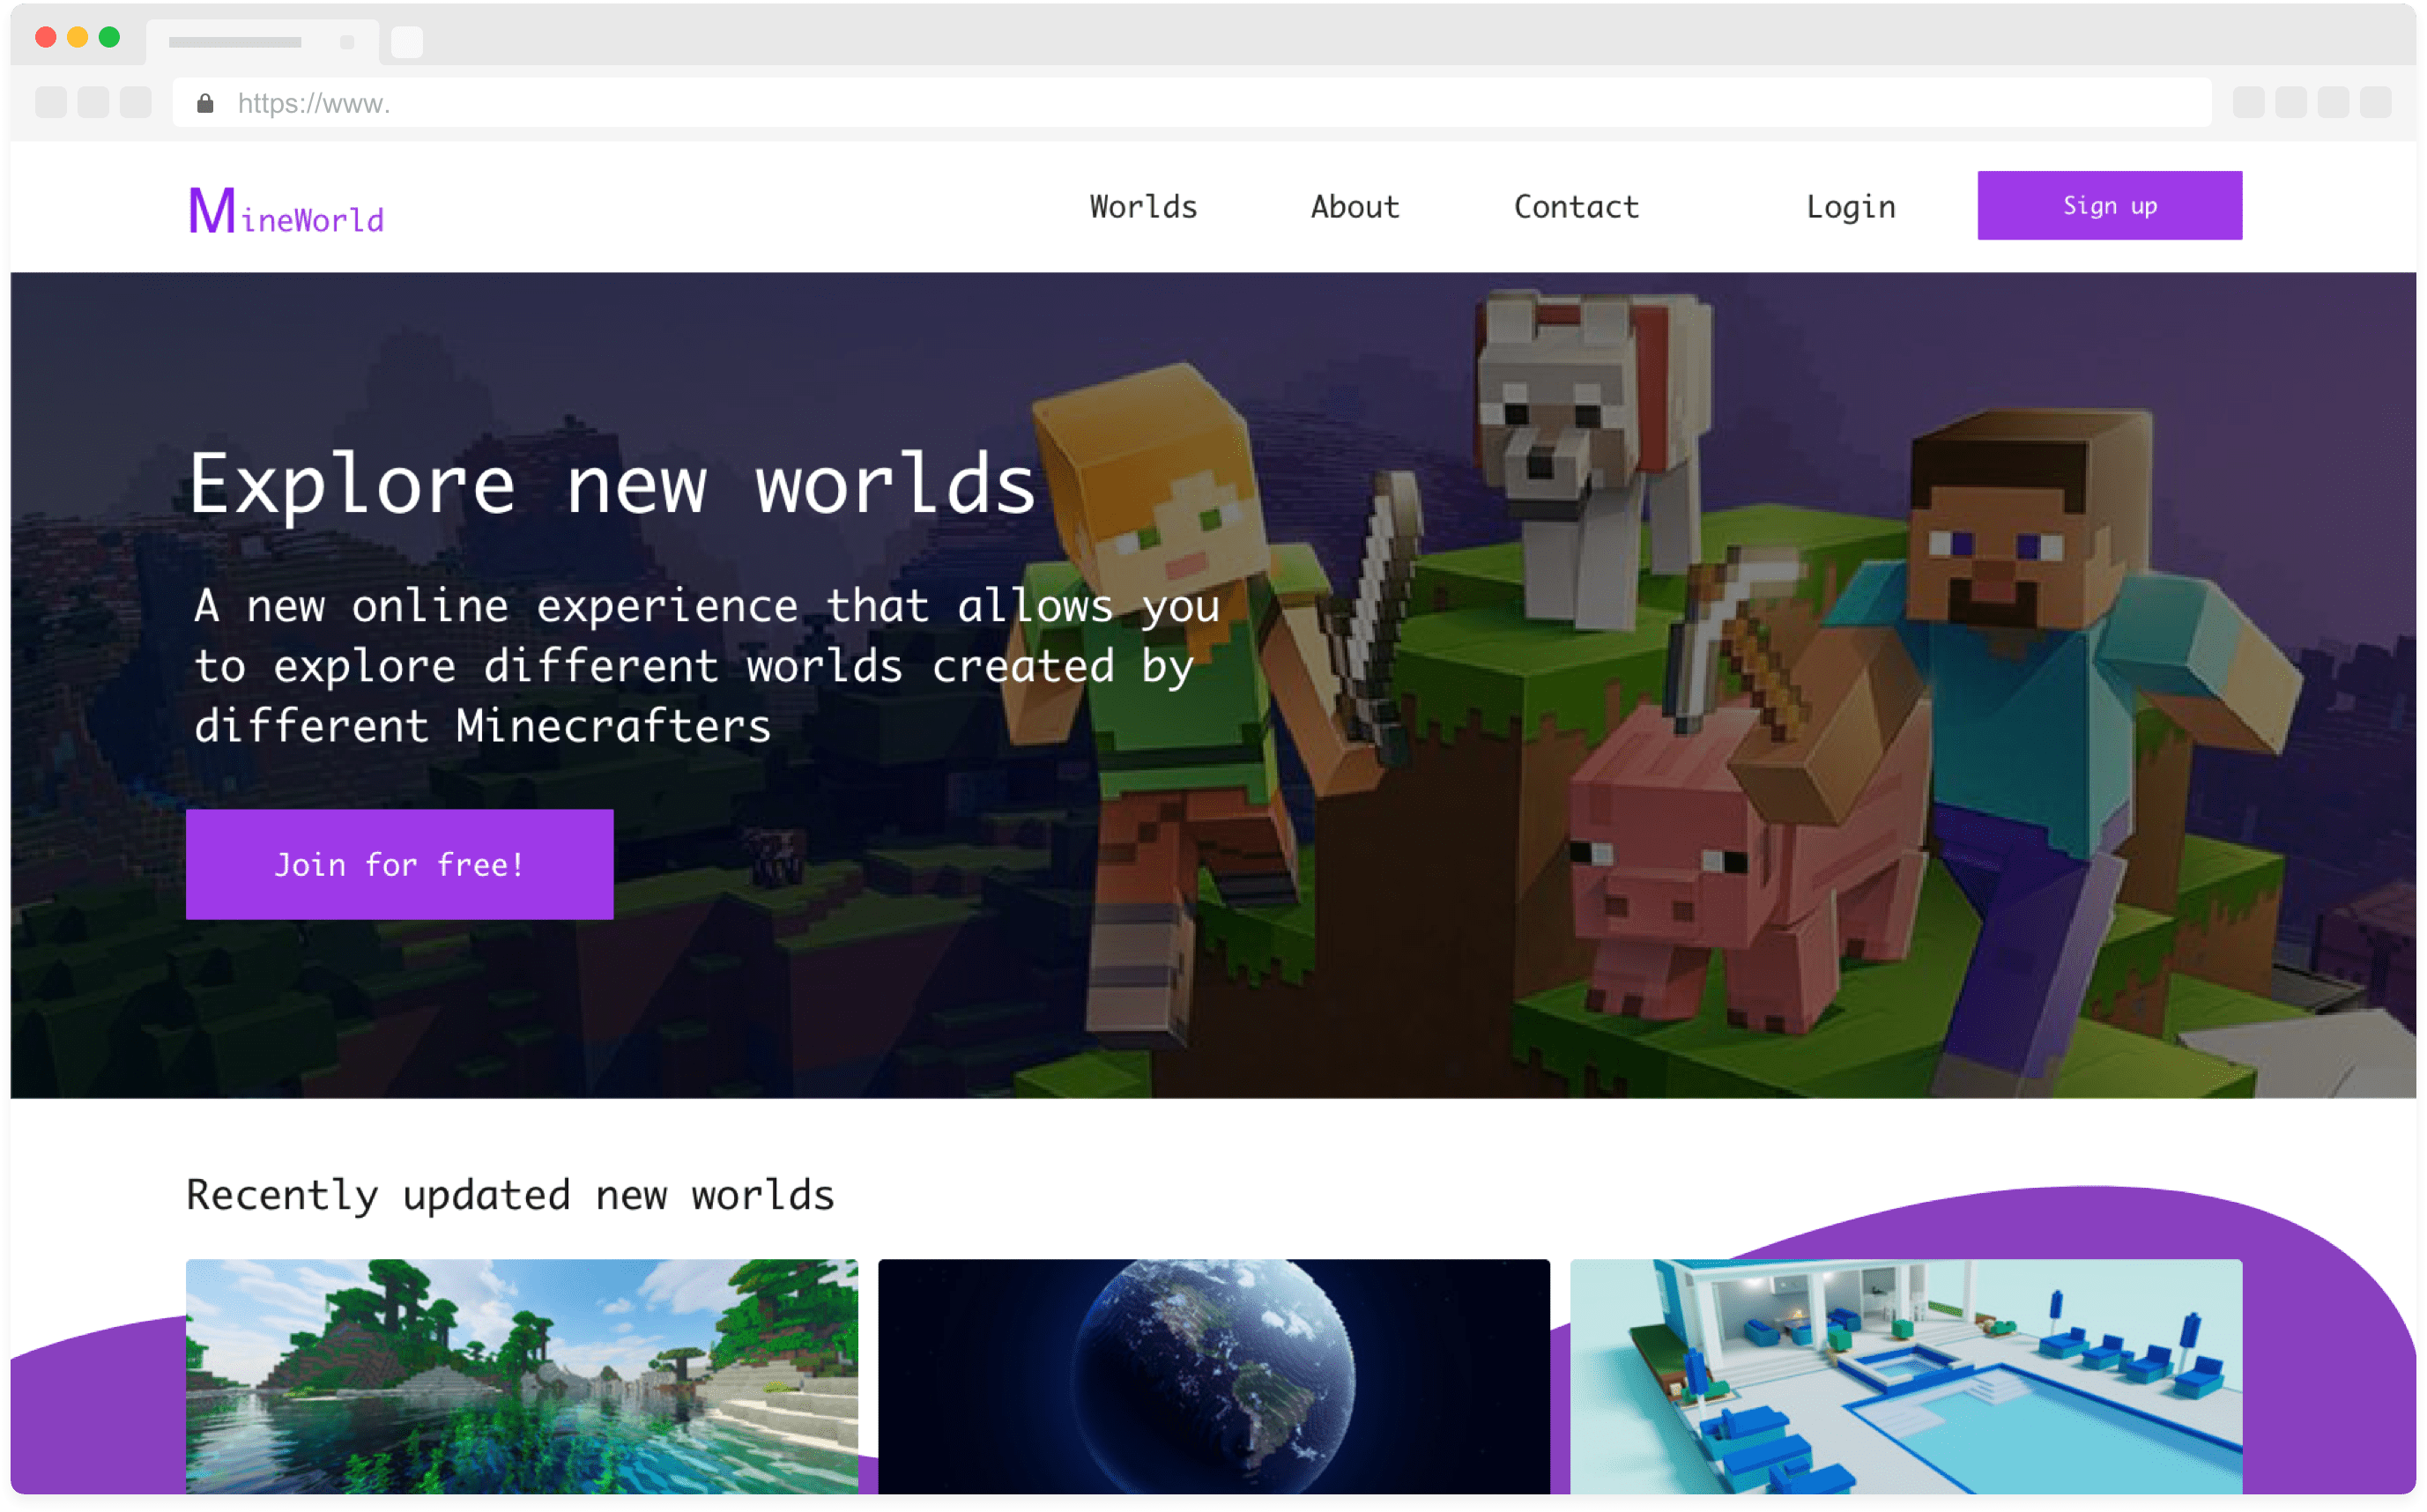 https://www.
MineWorld
Worlds
About
Contact
Login
Sign up
Explore new worlds
A new online experience that allows you
to explore different worlds created by
different Minecrafters
Join for free!
Recently updated new worlds